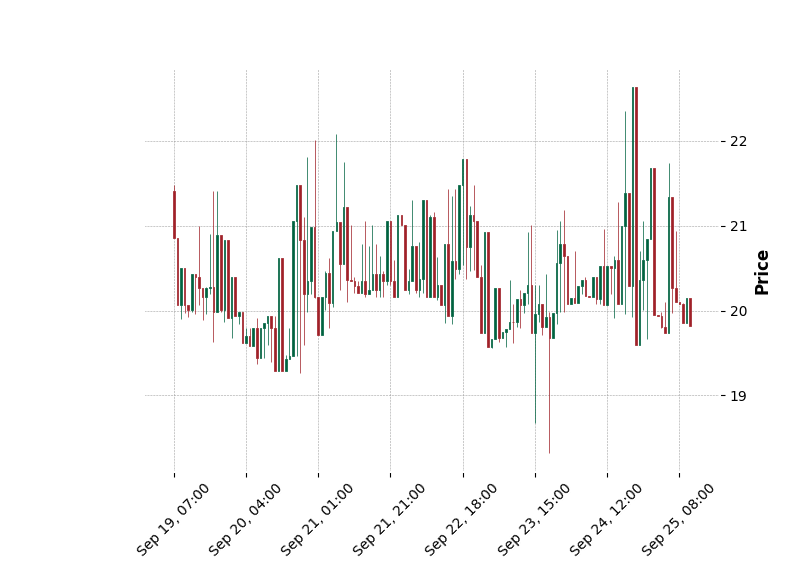 22
21
20
19
Price
Sep 19, 07:00
Sep 20, 04:00
Sep 21, 01:00
Sep 21, 21:00
Sep 22, 18:00
Sep 23, 15:00
Sep 24, 12:00
Sep 25, 08:00